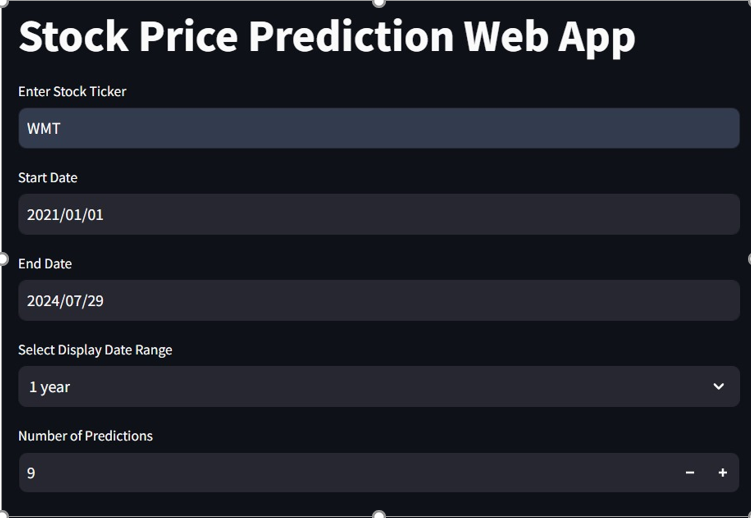 Stock Price Prediction Web App
Enter Stock Ticker
WMT
Start Date
2021/01/01
End Date
2024/07/29
Select Display Date Range
1 year
Number of Predictions
9